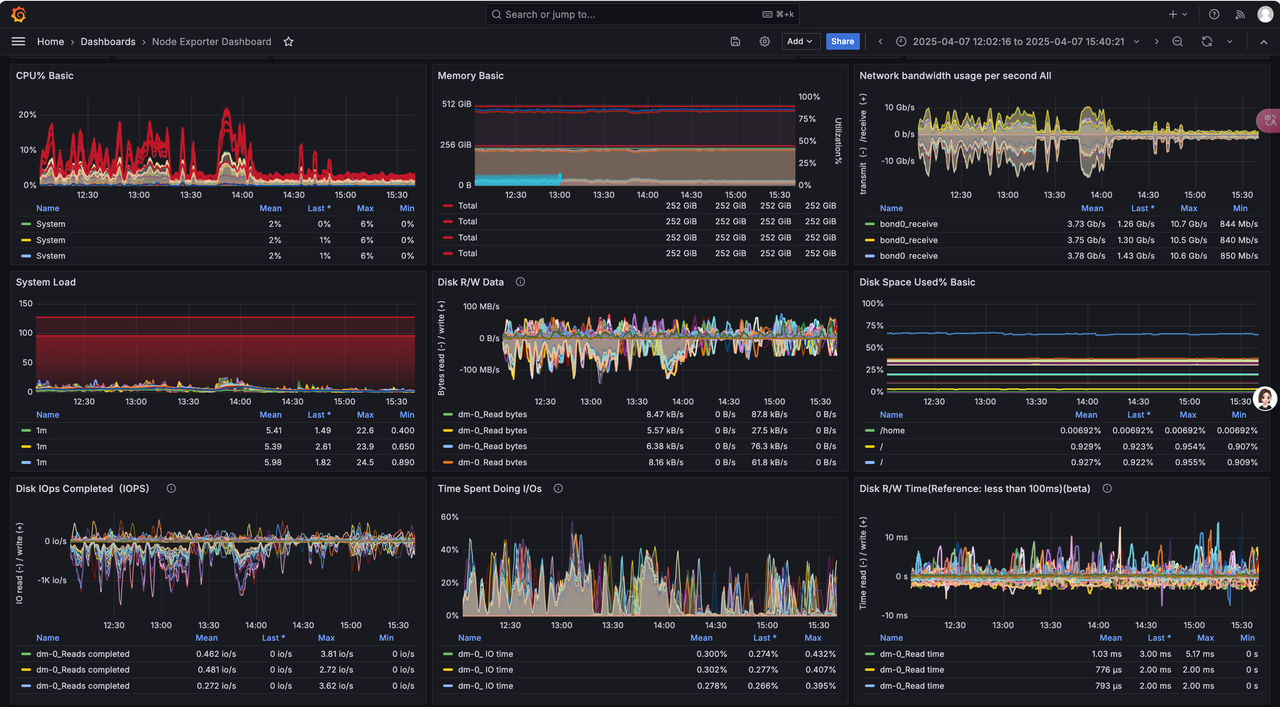 Search or jump to... ⌘+k
Home › Dashboards › Node Exporter Dashboard
Add Share 2025-04-07 12:02:16 to 2025-04-07 15:40:21
CPU% Basic
20%
10%
0%
12:30 13:00 13:30 14:00 14:30 15:00 15:30
Name Mean Last * Max Min
System 2% 0% 6% 0%
System 2% 1% 6% 0%
System 2% 1% 6% 0%
Memory Basic
512 GiB
256 GiB
0 B
100%
75%
50%
25%
0%
Utilization%
12:30 13:00 13:30 14:00 14:30 15:00 15:30
Total 252 GiB 252 GiB 252 GiB 252 GiB
Total 252 GiB 252 GiB 252 GiB 252 GiB
Total 252 GiB 252 GiB 252 GiB 252 GiB
Total 252 GiB 252 GiB 252 GiB 252 GiB
Network bandwidth usage per second All
transmit (-) /receive (+)
10 Gb/s
0 b/s
-10 Gb/s
12:30 13:00 13:30 14:00 14:30 15:00 15:30
Name Mean Last * Max Min
bond0_receive 3.73 Gb/s 1.26 Gb/s 10.7 Gb/s 844 Mb/s
bond0_receive 3.75 Gb/s 1.30 Gb/s 10.5 Gb/s 840 Mb/s
bond0_receive 3.78 Gb/s 1.43 Gb/s 10.6 Gb/s 850 Mb/s
System Load
150
100
50
0
12:30 13:00 13:30 14:00 14:30 15:00 15:30
Name Mean Last * Max Min
1m 5.41 1.49 22.6 0.400
1m 5.39 2.61 23.9 0.650
1m 5.98 1.82 24.5 0.890
Disk R/W Data
Bytes read (-) / write (+)
100 MB/s
0 B/s
-100 MB/s
12:30 13:00 13:30 14:00 14:30 15:00 15:30
dm-0_Read bytes 8.47 kB/s 0 B/s 87.8 kB/s 0 B/s
dm-0_Read bytes 5.57 kB/s 0 B/s 27.5 kB/s 0 B/s
dm-0_Read bytes 6.38 kB/s 0 B/s 76.3 kB/s 0 B/s
dm-0_Read bytes 8.16 kB/s 0 B/s 61.8 kB/s 0 B/s
Disk Space Used% Basic
100%
75%
50%
25%
0%
12:30 13:00 13:30 14:00 14:30 15:00 15:30
Name Mean Last * Max Min
/home 0.00692% 0.00692% 0.00692% 0.00692%
/ 0.929% 0.923% 0.954% 0.907%
/ 0.927% 0.922% 0.955% 0.909%
Disk IOps Completed (IOPS)
IO read (-) / write (+)
0 io/s
-1K io/s
12:30 13:00 13:30 14:00 14:30 15:00 15:30
Name Mean Last * Max Min
dm-0_Reads completed 0.462 io/s 0 io/s 3.81 io/s 0 io/s
dm-0_Reads completed 0.481 io/s 0 io/s 2.72 io/s 0 io/s
dm-0_Reads completed 0.272 io/s 0 io/s 3.62 io/s 0 io/s
Time Spent Doing I/Os
60%
40%
20%
0%
12:30 13:00 13:30 14:00 14:30 15:00 15:30
Name Mean Last * Max Min
dm-0_ IO time 0.300% 0.274% 0.432%
dm-0_ IO time 0.302% 0.277% 0.407%
dm-0_ IO time 0.278% 0.266% 0.395%
Disk R/W Time(Reference: less than 100ms)(beta)
Time read (-) / write (+)
10 ms
0 s
-10 ms
12:30 13:00 13:30 14:00 14:30 15:00 15:30
Name Mean Last * Max Min
dm-0_Read time 1.03 ms 3.00 ms 5.17 ms 0 s
dm-0_Read time 776 µs 2.00 ms 2.00 ms 0 s
dm-0_Read time 793 µs 2.00 ms 2.00 ms 0 s